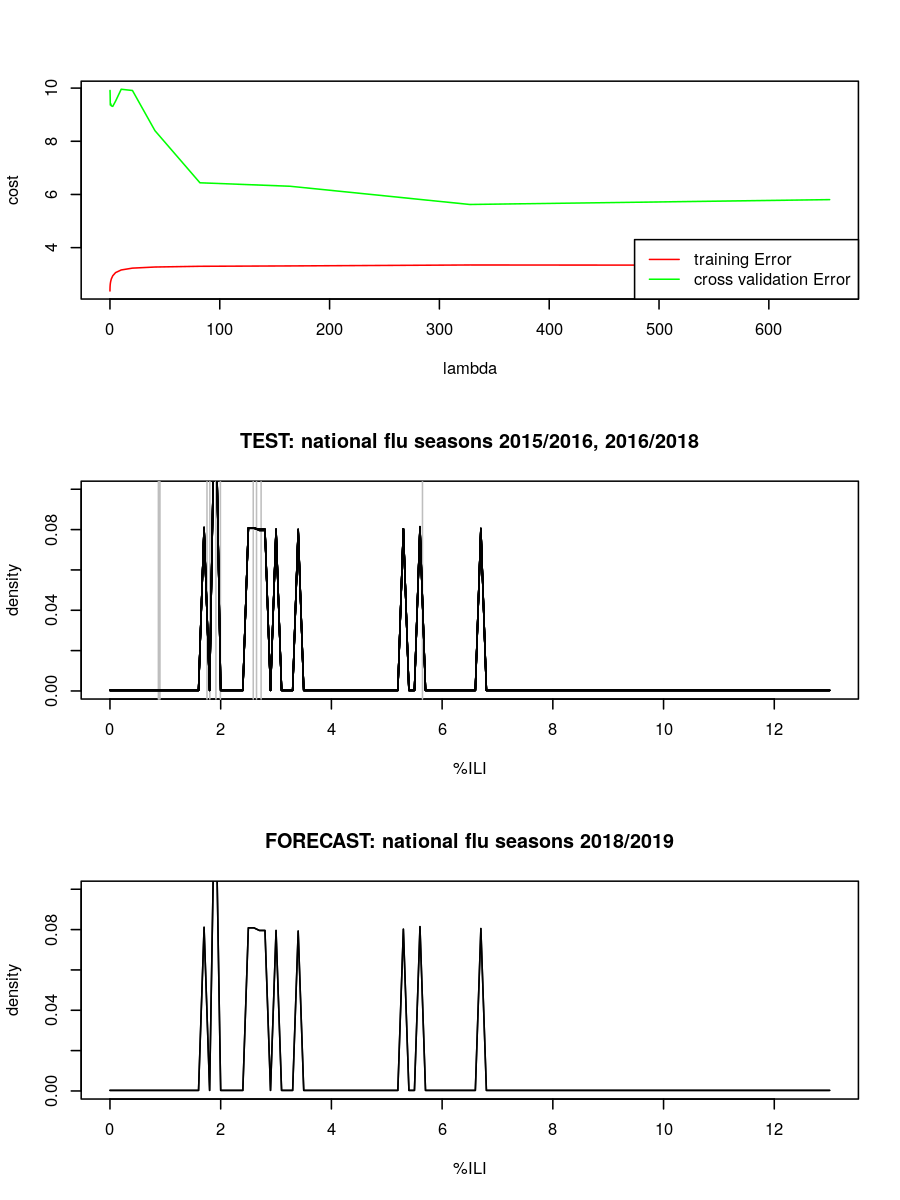 10
8
6
4
cost
training Error
cross validation Error
0 100 200 300 400 500 600
lambda
TEST: national flu seasons 2015/2016, 2016/2018
0.08
0.04
0.00
density
0 2 4 6 8 10 12
%ILI
FORECAST: national flu seasons 2018/2019
0.08
0.04
0.00
density
0 2 4 6 8 10 12
%ILI